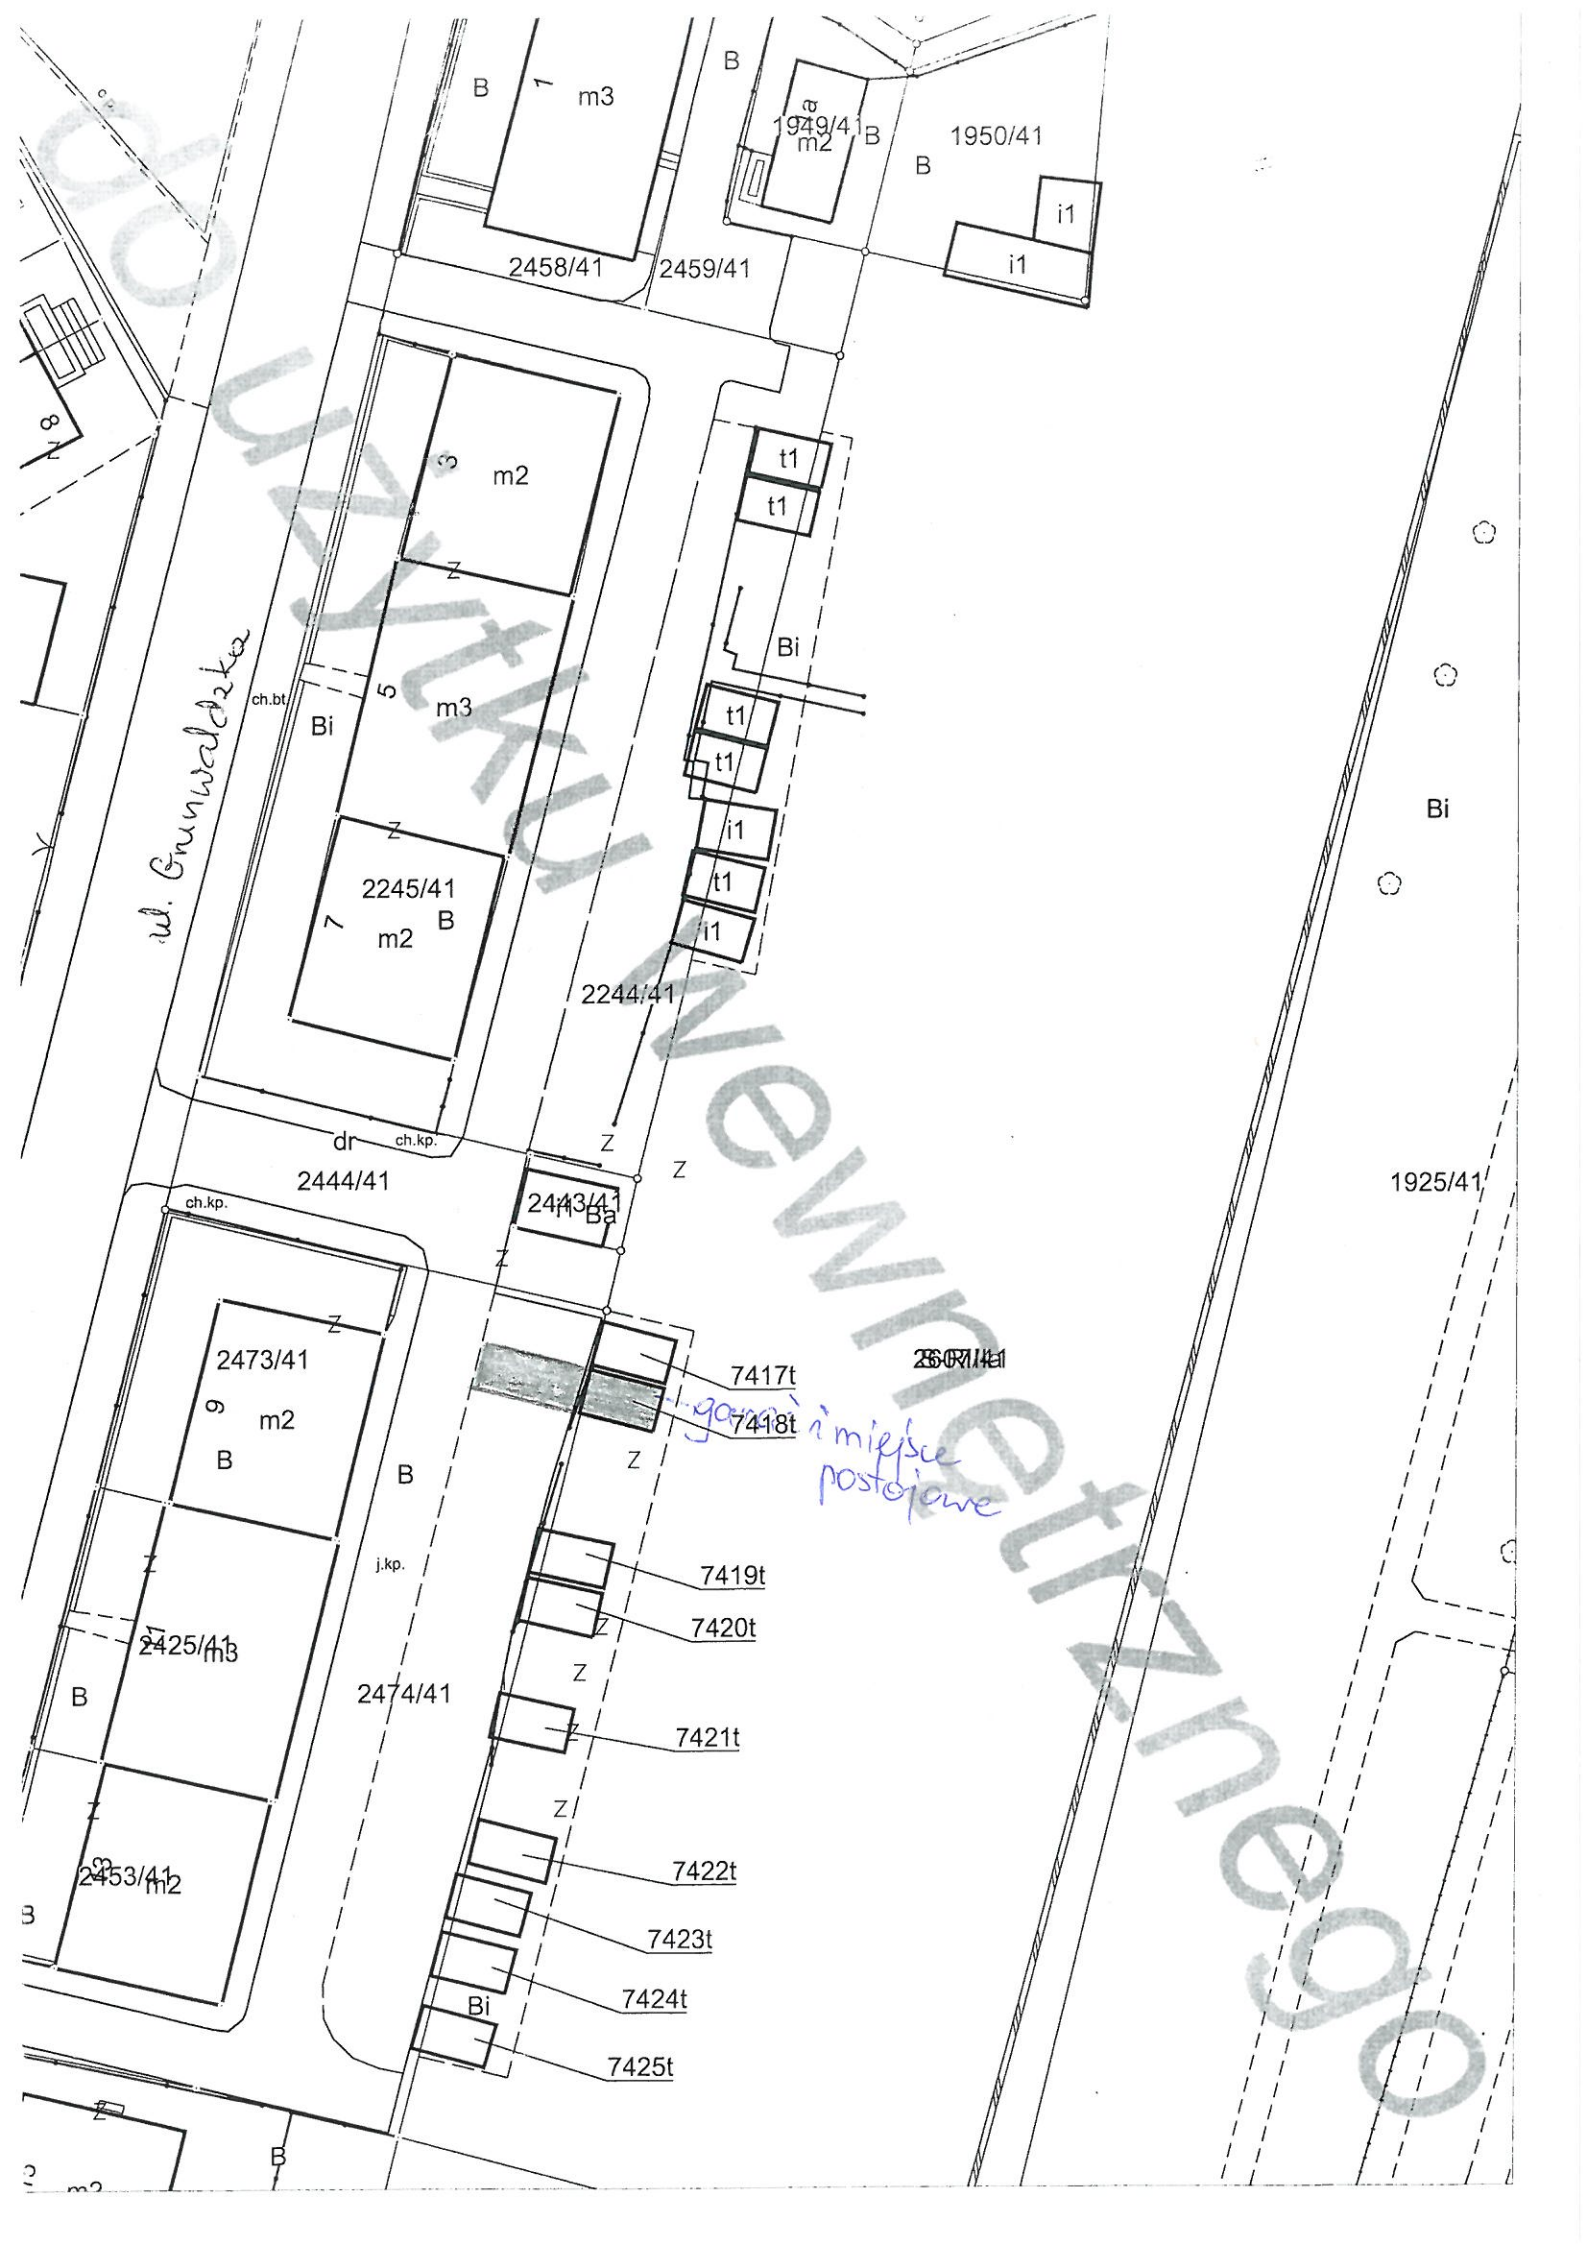 B
1
m3
B
a
1949/41
m2
B
1950/41
B
i1
i1
2458/41
2459/41
8
Z
3
m2
t1
t1
Z
Bi
ul. Grunwaldzka
ch.bt.
5
m3
Bi
t1
t1
i1
Y
Z
2245/41
7
B
m2
t1
i1
Bi
2244/41
dr
ch.kp.
Z
Z
2444/41
1925/41
ch.kp.
2443/41
i1
Ba
Z
Z
2473/41
9
m2
B
B
7417t
7418t
garaż i miejsce
postojowe
Z
Z
j.kp.
7419t
7420t
Z
2425/41
m3
Z
B
2474/41
Z
7421t
Z
Z
2453/41
m2
7422t
B
7423t
7424t
Bi
7425t
Z
B
m2
do użytku wewnętrznego